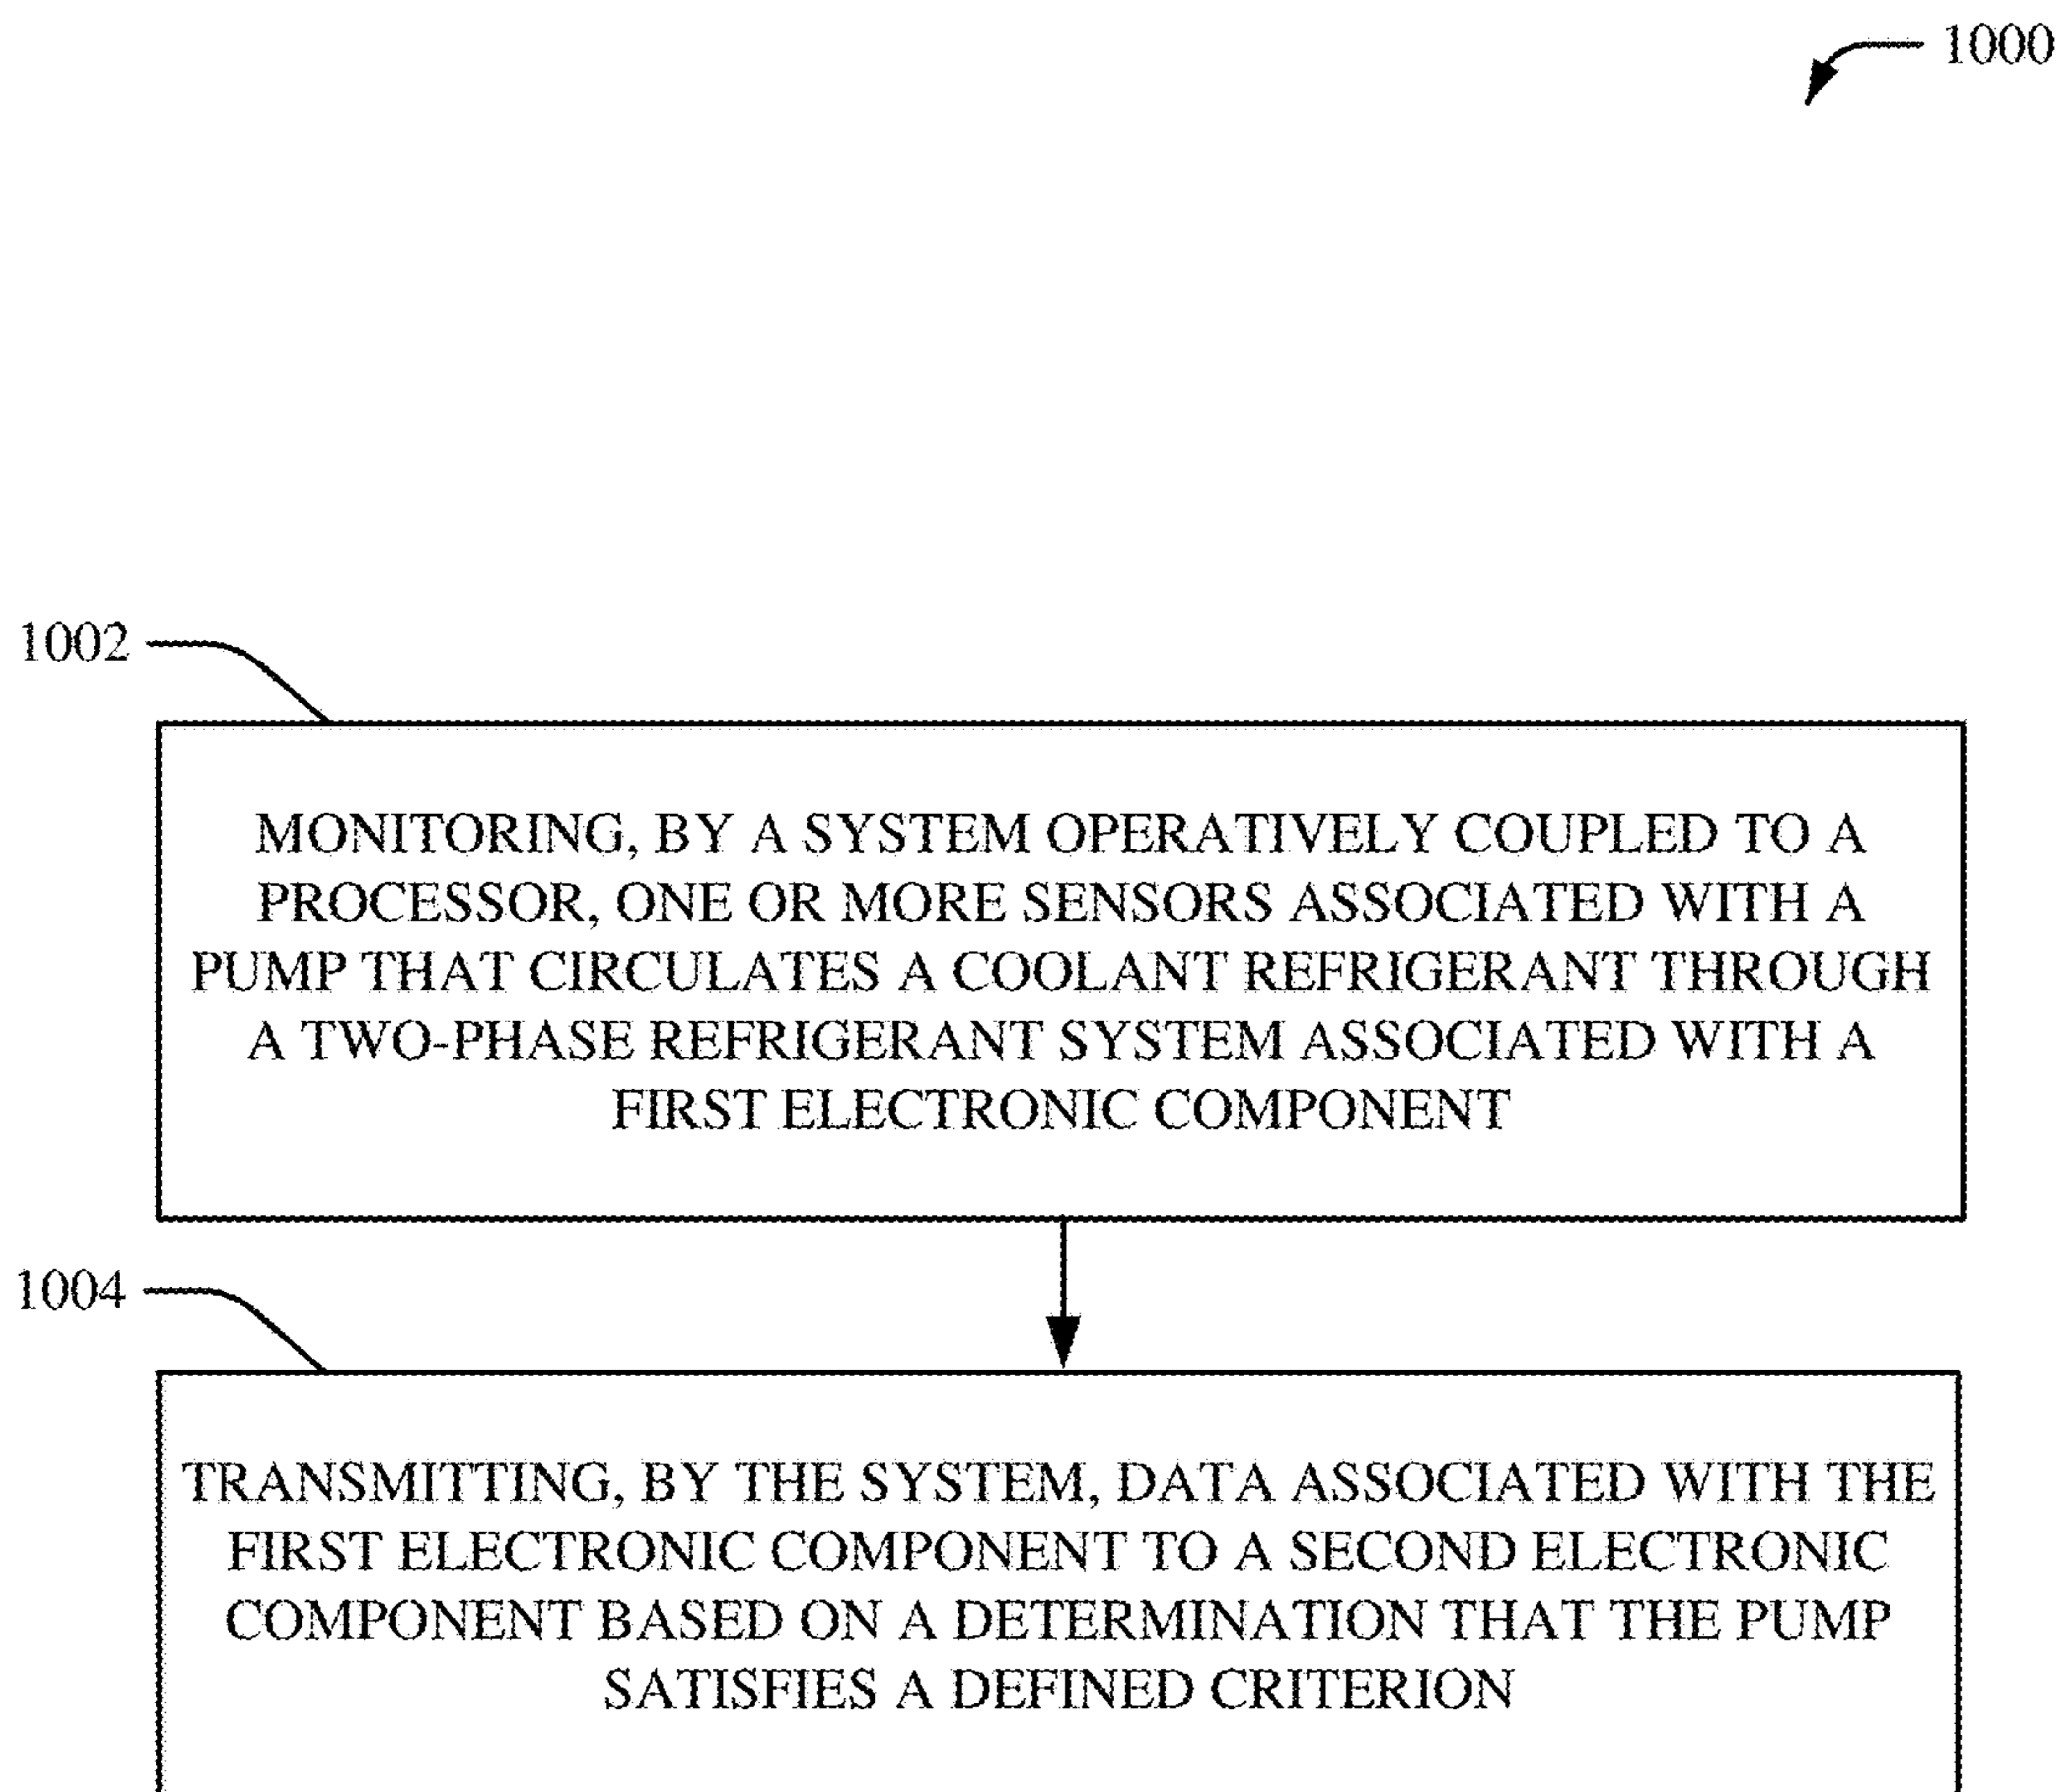 1000
1002
MONITORING, BY A SYSTEM OPERATIVELY COUPLED TO A
PROCESSOR, ONE OR MORE SENSORS ASSOCIATED WITH A
PUMP THAT CIRCULATES A COOLANT REFRIGERANT THROUGH
A TWO-PHASE REFRIGERANT SYSTEM ASSOCIATED WITH A
FIRST ELECTRONIC COMPONENT
1004
TRANSMITTING, BY THE SYSTEM, DATA ASSOCIATED WITH THE
FIRST ELECTRONIC COMPONENT TO A SECOND ELECTRONIC
COMPONENT BASED ON A DETERMINATION THAT THE PUMP
SATISFIES A DEFINED CRITERION